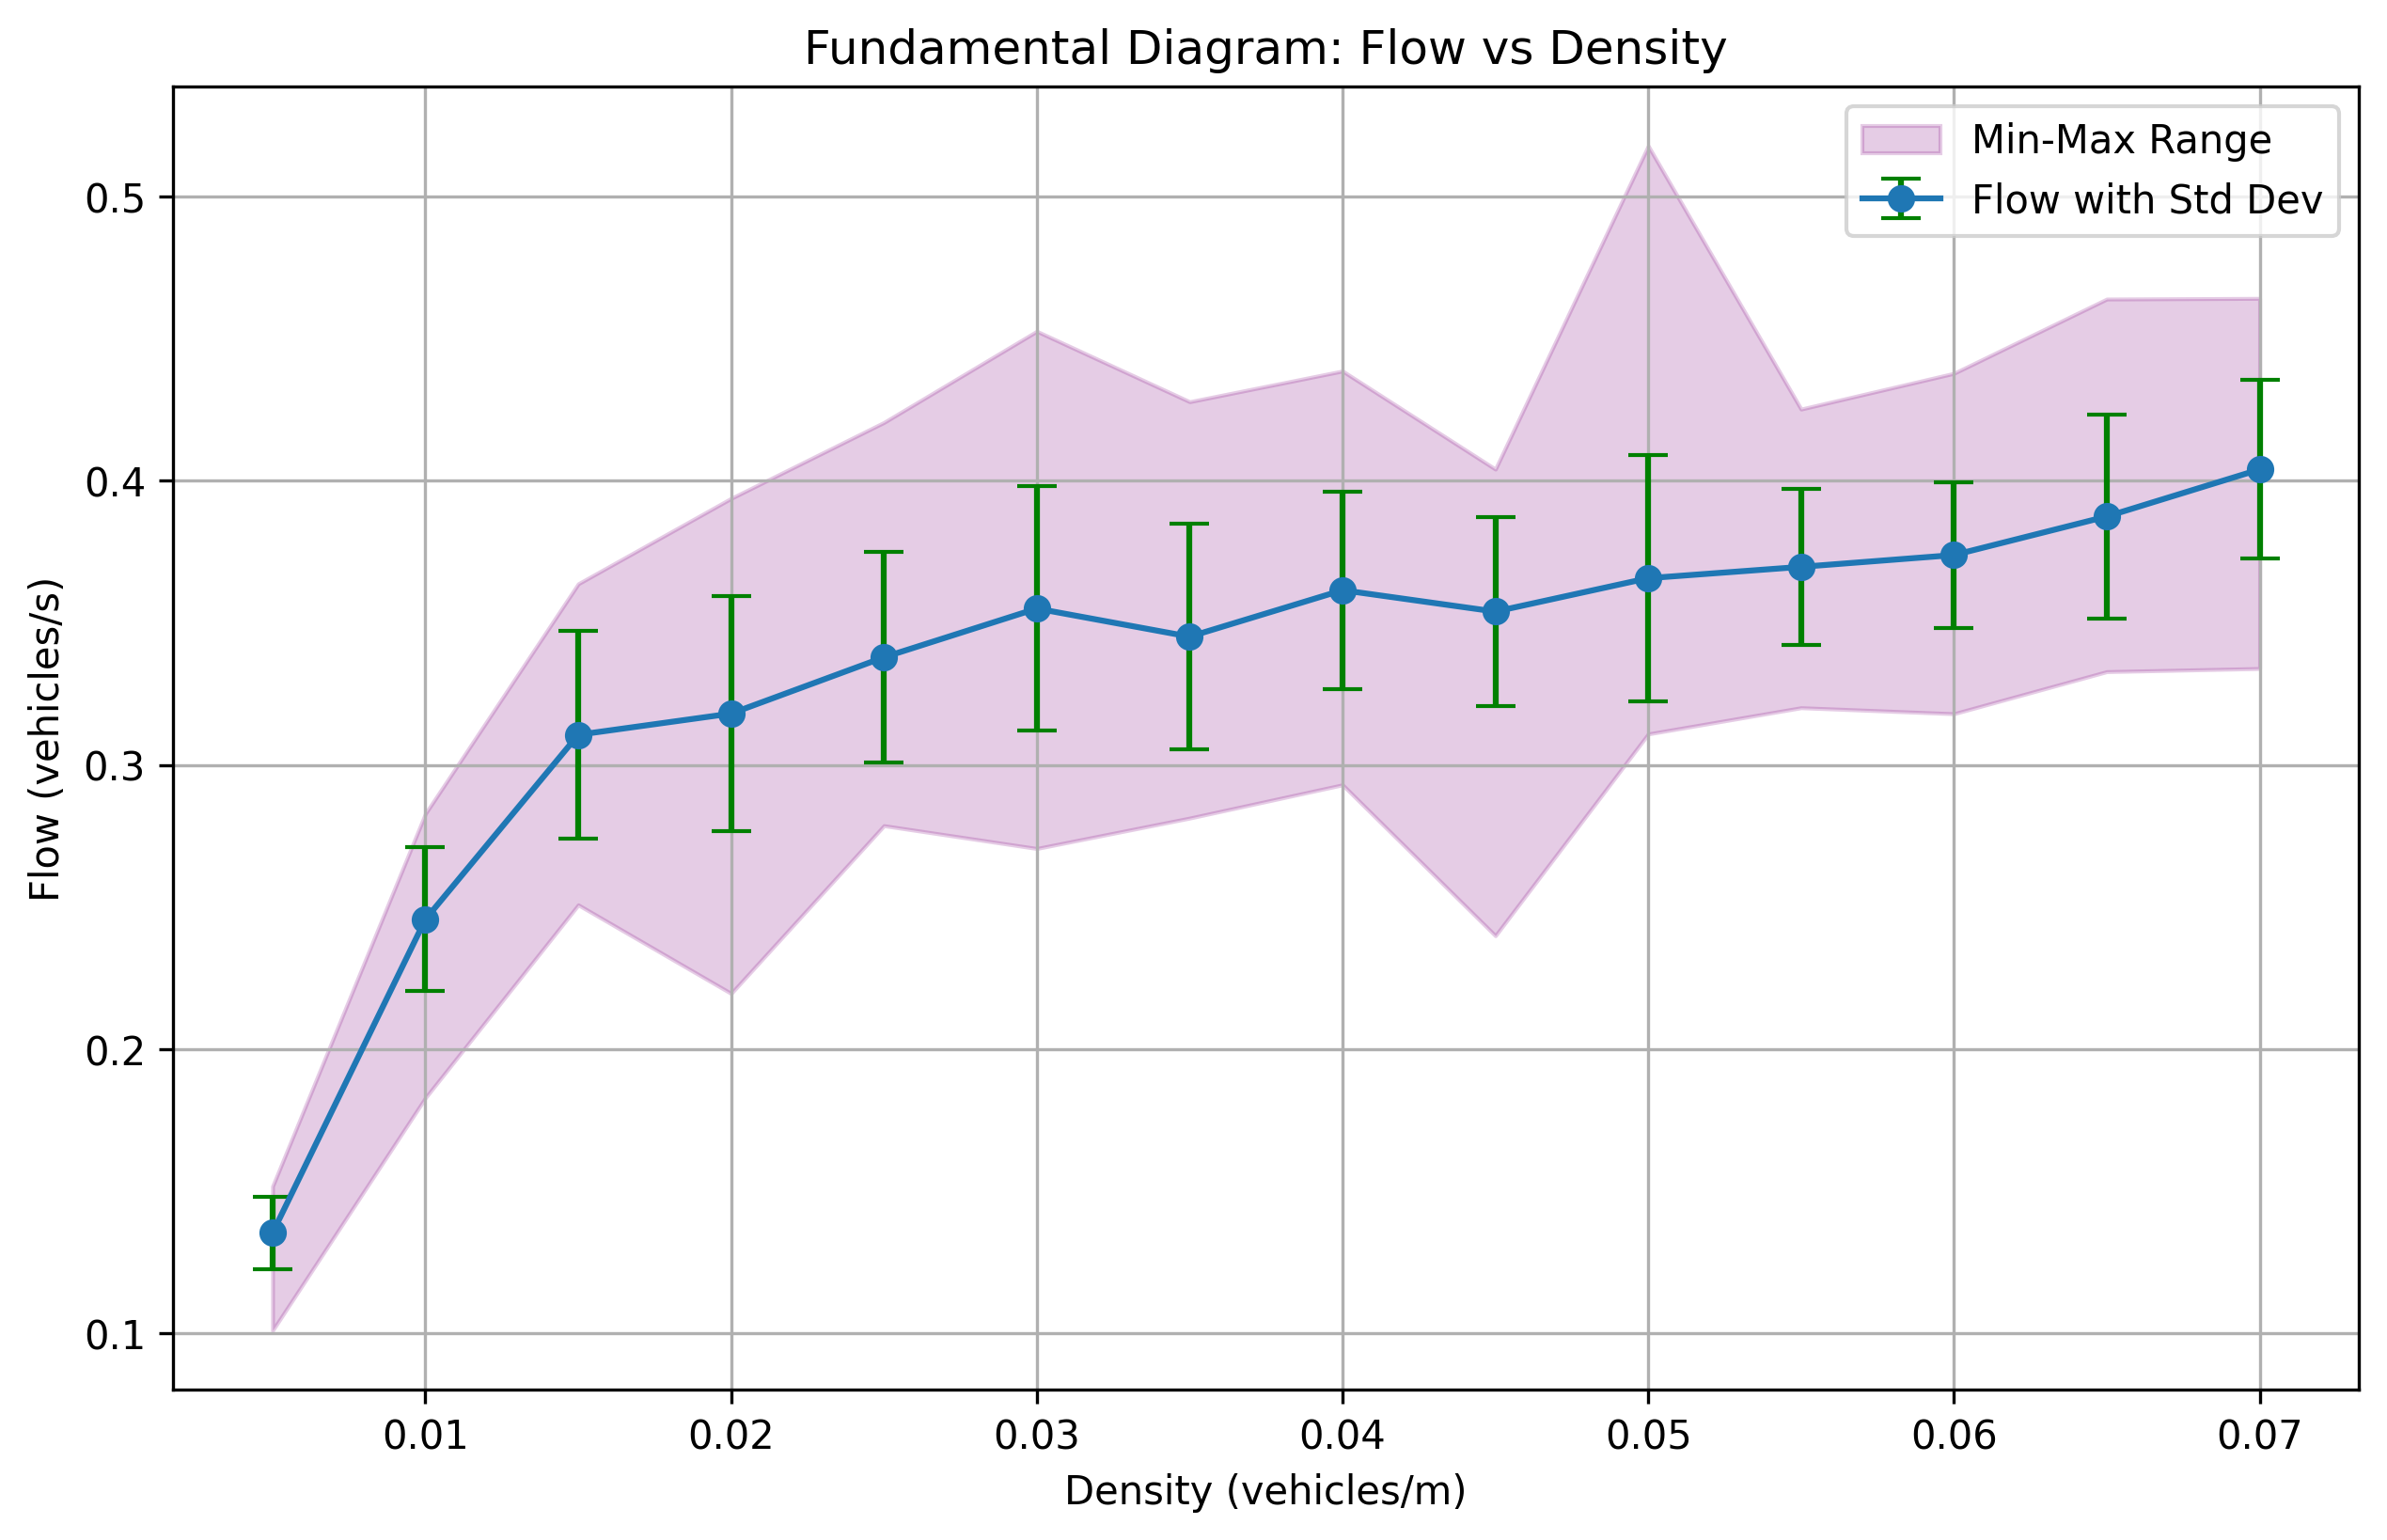 Fundamental Diagram: Flow vs Density
Min-Max Range
Flow with Std Dev
Flow (vehicles/s)
0.5
0.4
0.3
0.2
0.1
0.01 0.02 0.03 0.04 0.05 0.06 0.07
Density (vehicles/m)